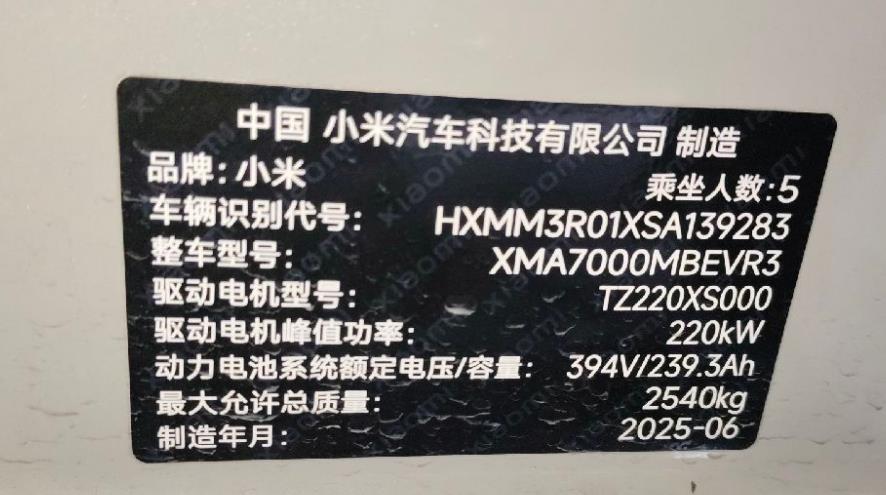 中国 小米汽车科技有限公司 制造
品牌:小米 乘坐人数:5
车辆识别代号: HXMM3R01XSA139283
整车型号: XMA7000MBEVR3
驱动电机型号: TZ220XS000
驱动电机峰值功率: 220kW
动力电池系统额定电压/容量: 394V/239.3Ah
最大允许总质量: 2540kg
制造年月: 2025-06